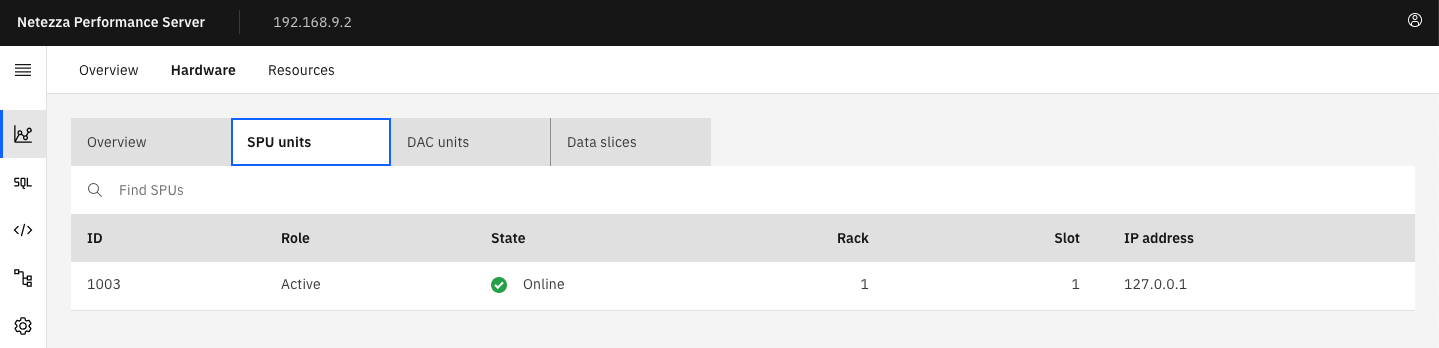 Netezza Performance Server 192.168.9.2
Overview Hardware Resources
Overview SPU units DAC units Data slices
SQL
Find SPUs
ID Role State Rack Slot IP address
1003 Active Online 1 1 127.0.0.1